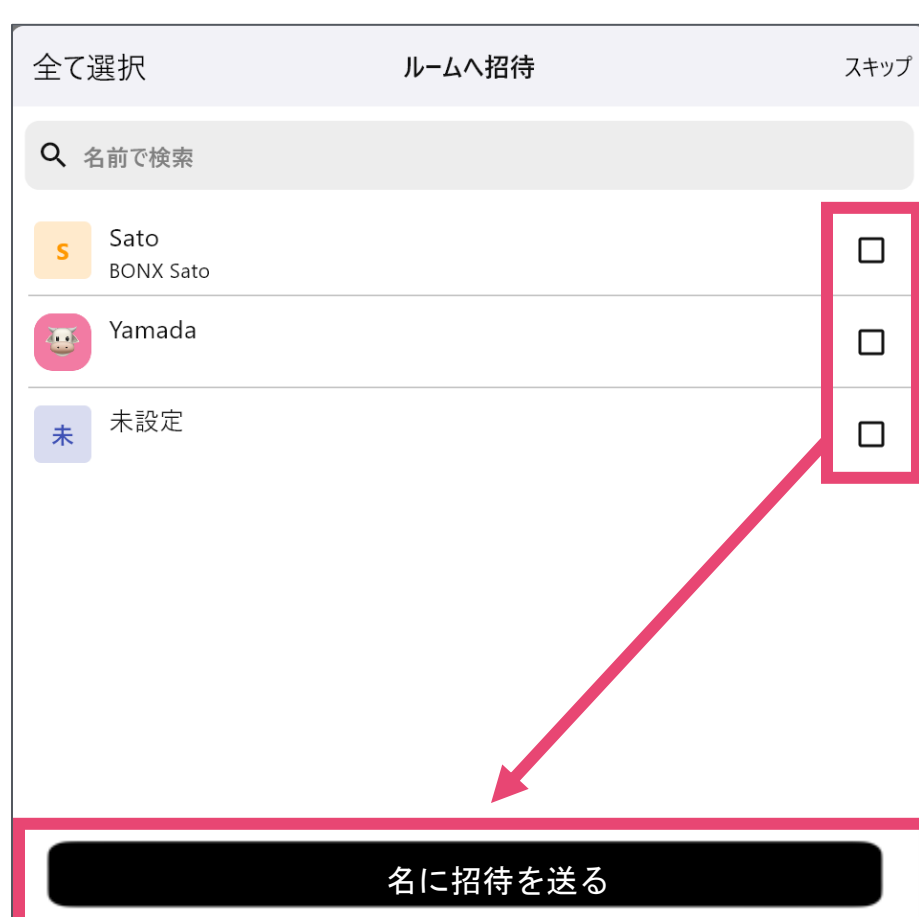 全て選択 ルームへ招待 スキップ
名前で検索
S Sato
BONX Sato
Yamada
未 未設定
名に招待を送る